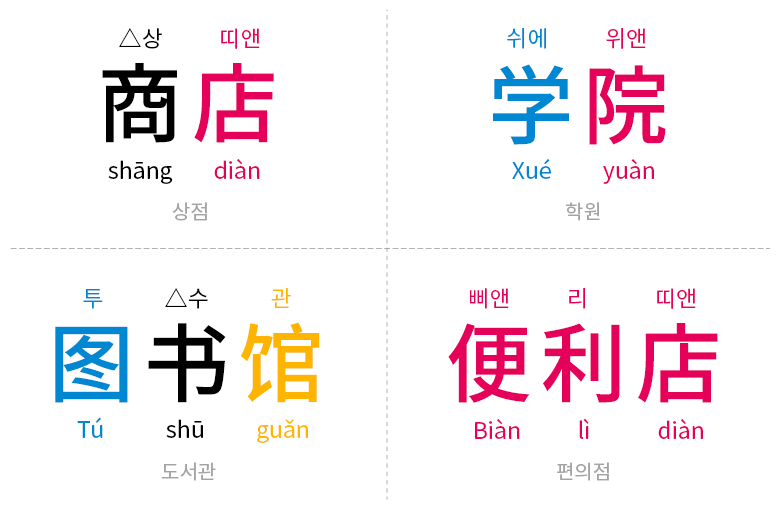 △상 띠앤
商店
shāng diàn
상점
쉬에 위앤
学院
Xué yuàn
학원
투 △수 관
图书馆
Tú shū guǎn
도서관
삐앤 리 띠앤
便利店
Biàn lì diàn
편의점